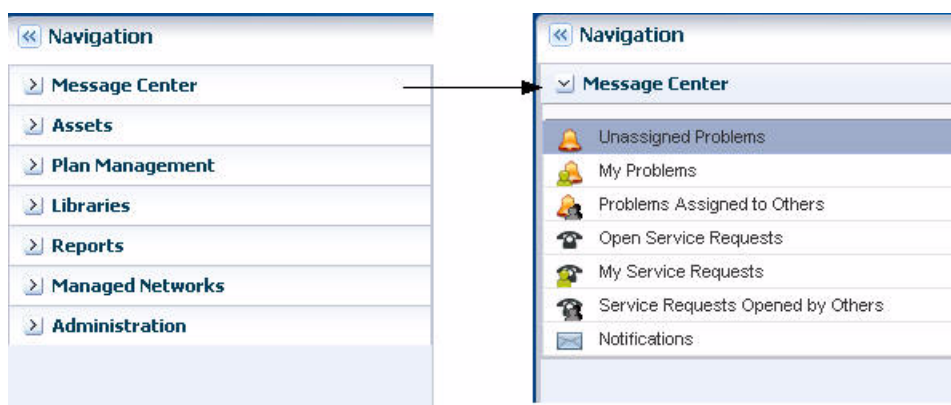 Navigation
Message Center
Assets
Plan Management
Libraries
Reports
Managed Networks
Administration
Navigation
Message Center
Unassigned Problems
My Problems
Problems Assigned to Others
Open Service Requests
My Service Requests
Service Requests Opened by Others
Notifications